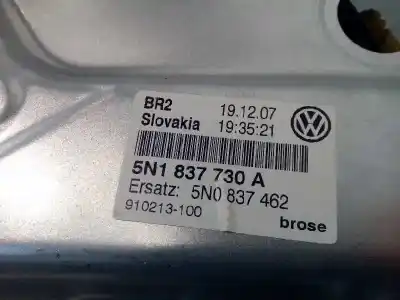 BR2 19.12.07
Slovakia 19:35:21
5N1 837 730 A
Ersatz: 5N0 837 462
910213-100
brose